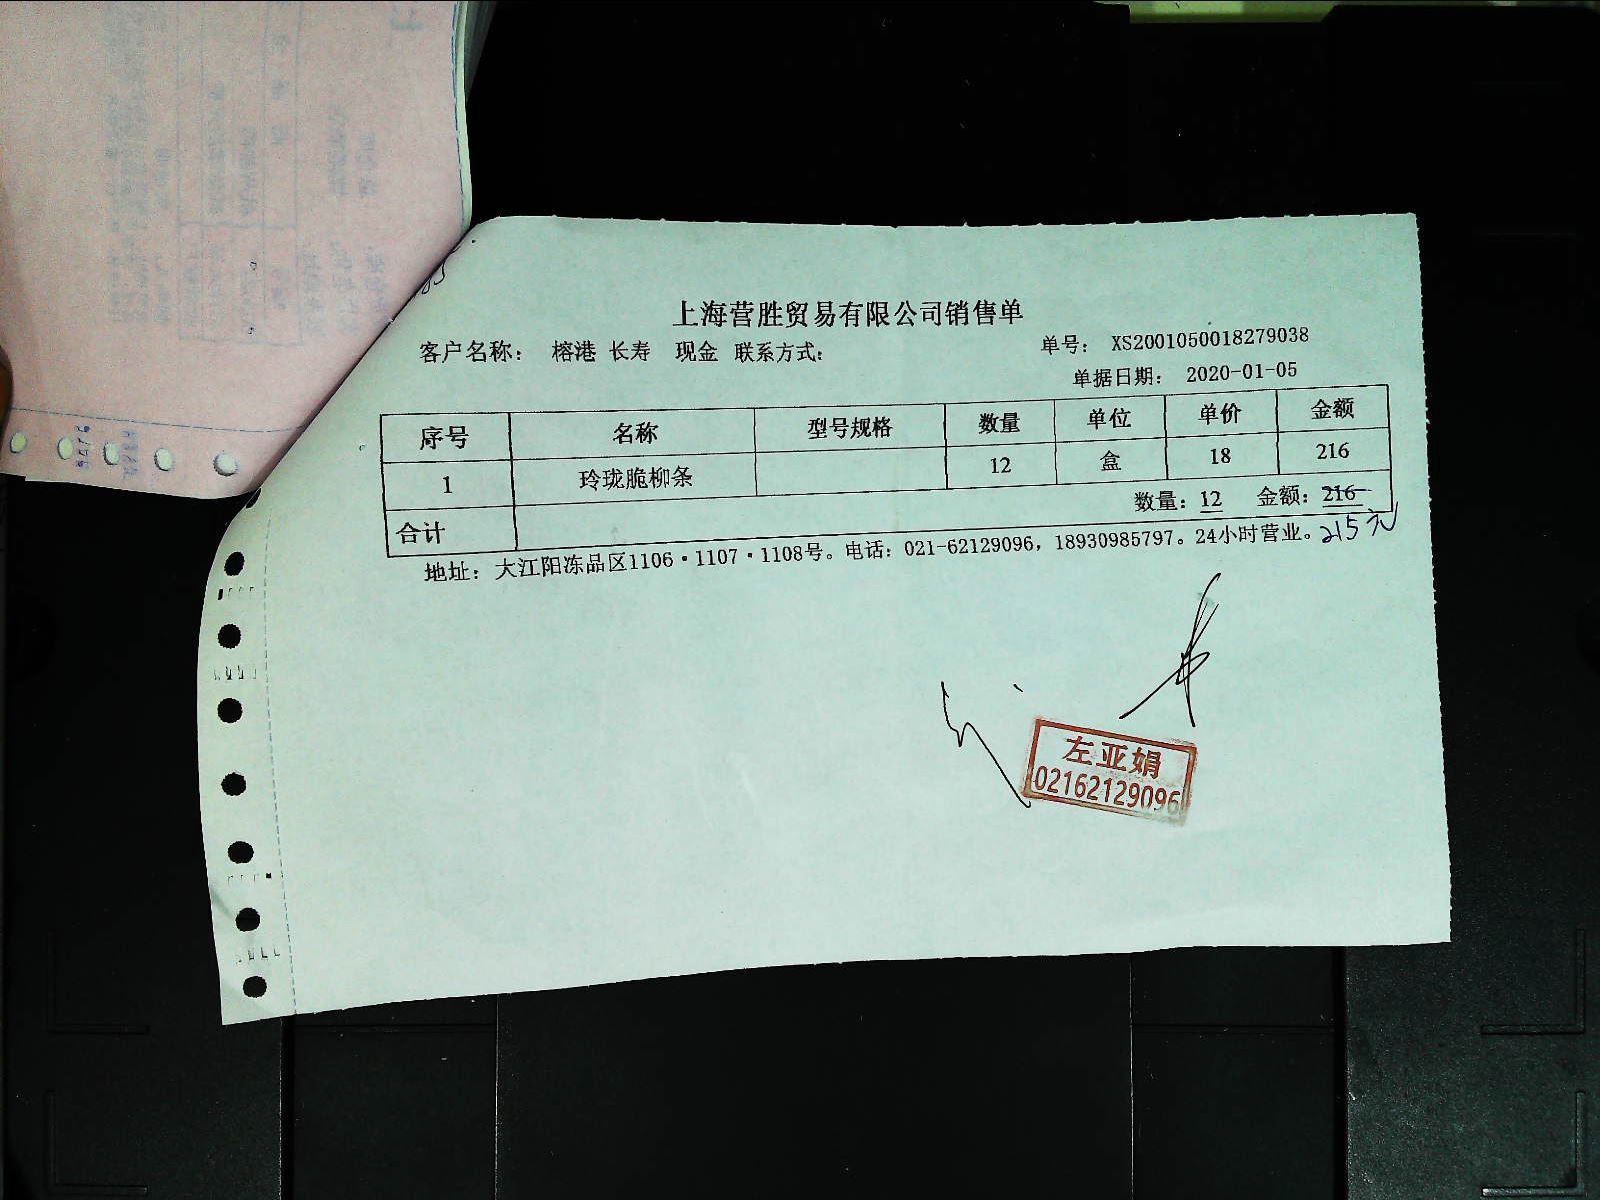 上海营胜贸易有限公司销售单
客户名称： 榕港 长寿 现金 联系方式： 单号： XS2001050018279038
单据日期： 2020-01-05
序号 名称 型号规格 数量 单位 单价 金额
1 玲珑脆柳条 12 盒 18 216
合计 数量：12 金额：216
215元
地址：大江阳冻品区1106·1107·1108号。电话：021-62129096，18930985797。24小时营业。
左亚娟
02162129096